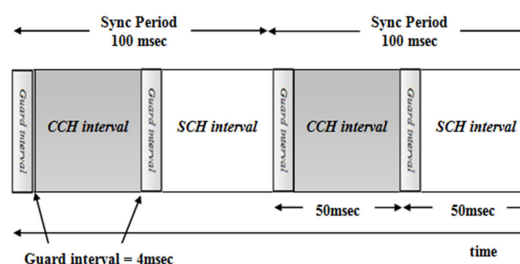 Sync Period
100 msec
Sync Period
100 msec
Guard interval
CCH interval
Guard interval
SCH interval
Guard interval
CCH interval
Guard interval
SCH interval
50msec
50msec
time
Guard interval = 4msec